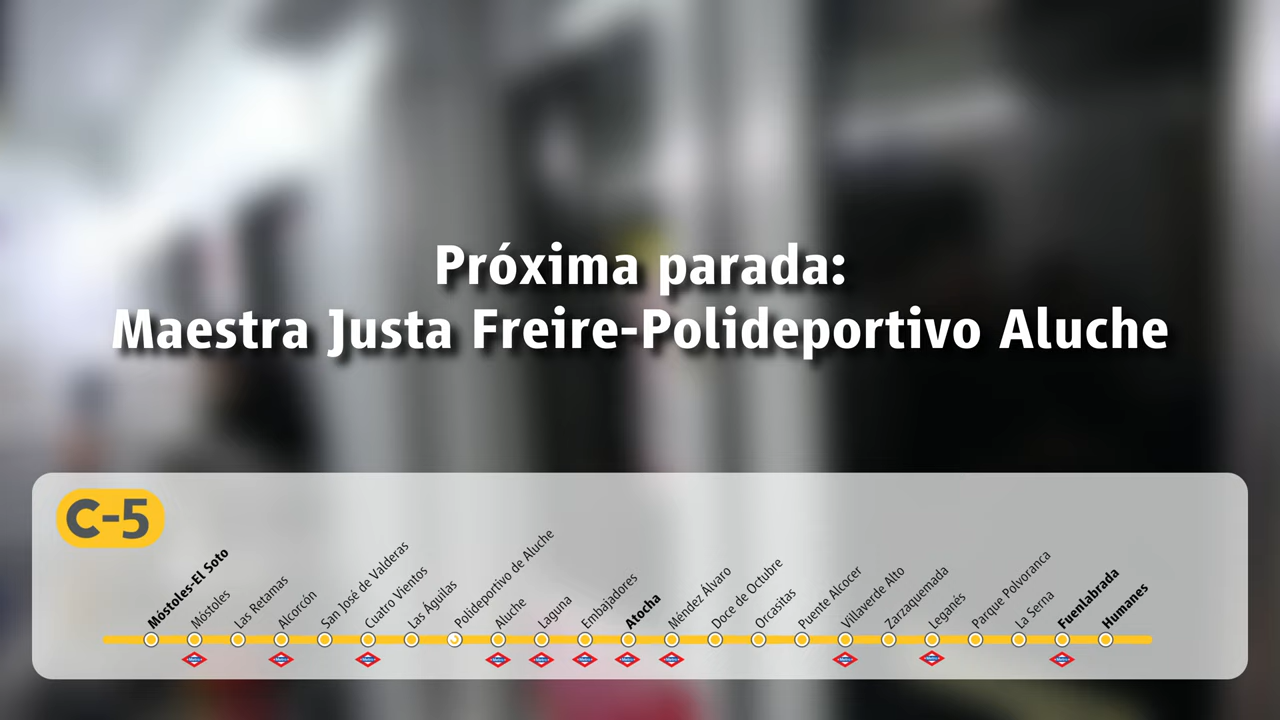 Próxima parada:
Maestra Justa Freire-Polideportivo Aluche
C-5
Móstoles-El Soto
Móstoles
Las Retamas
Alcorcón
San José de Valderas
Cuatro Vientos
Las Águilas
Polideportivo de Aluche
Aluche
Laguna
Embajadores
Atocha
Méndez Álvaro
Doce de Octubre
Orcasitas
Puente Alcocer
Villaverde Alto
Zarzaquemada
Leganés
Parque Polvoranca
La Serna
Fuenlabrada
Humanes